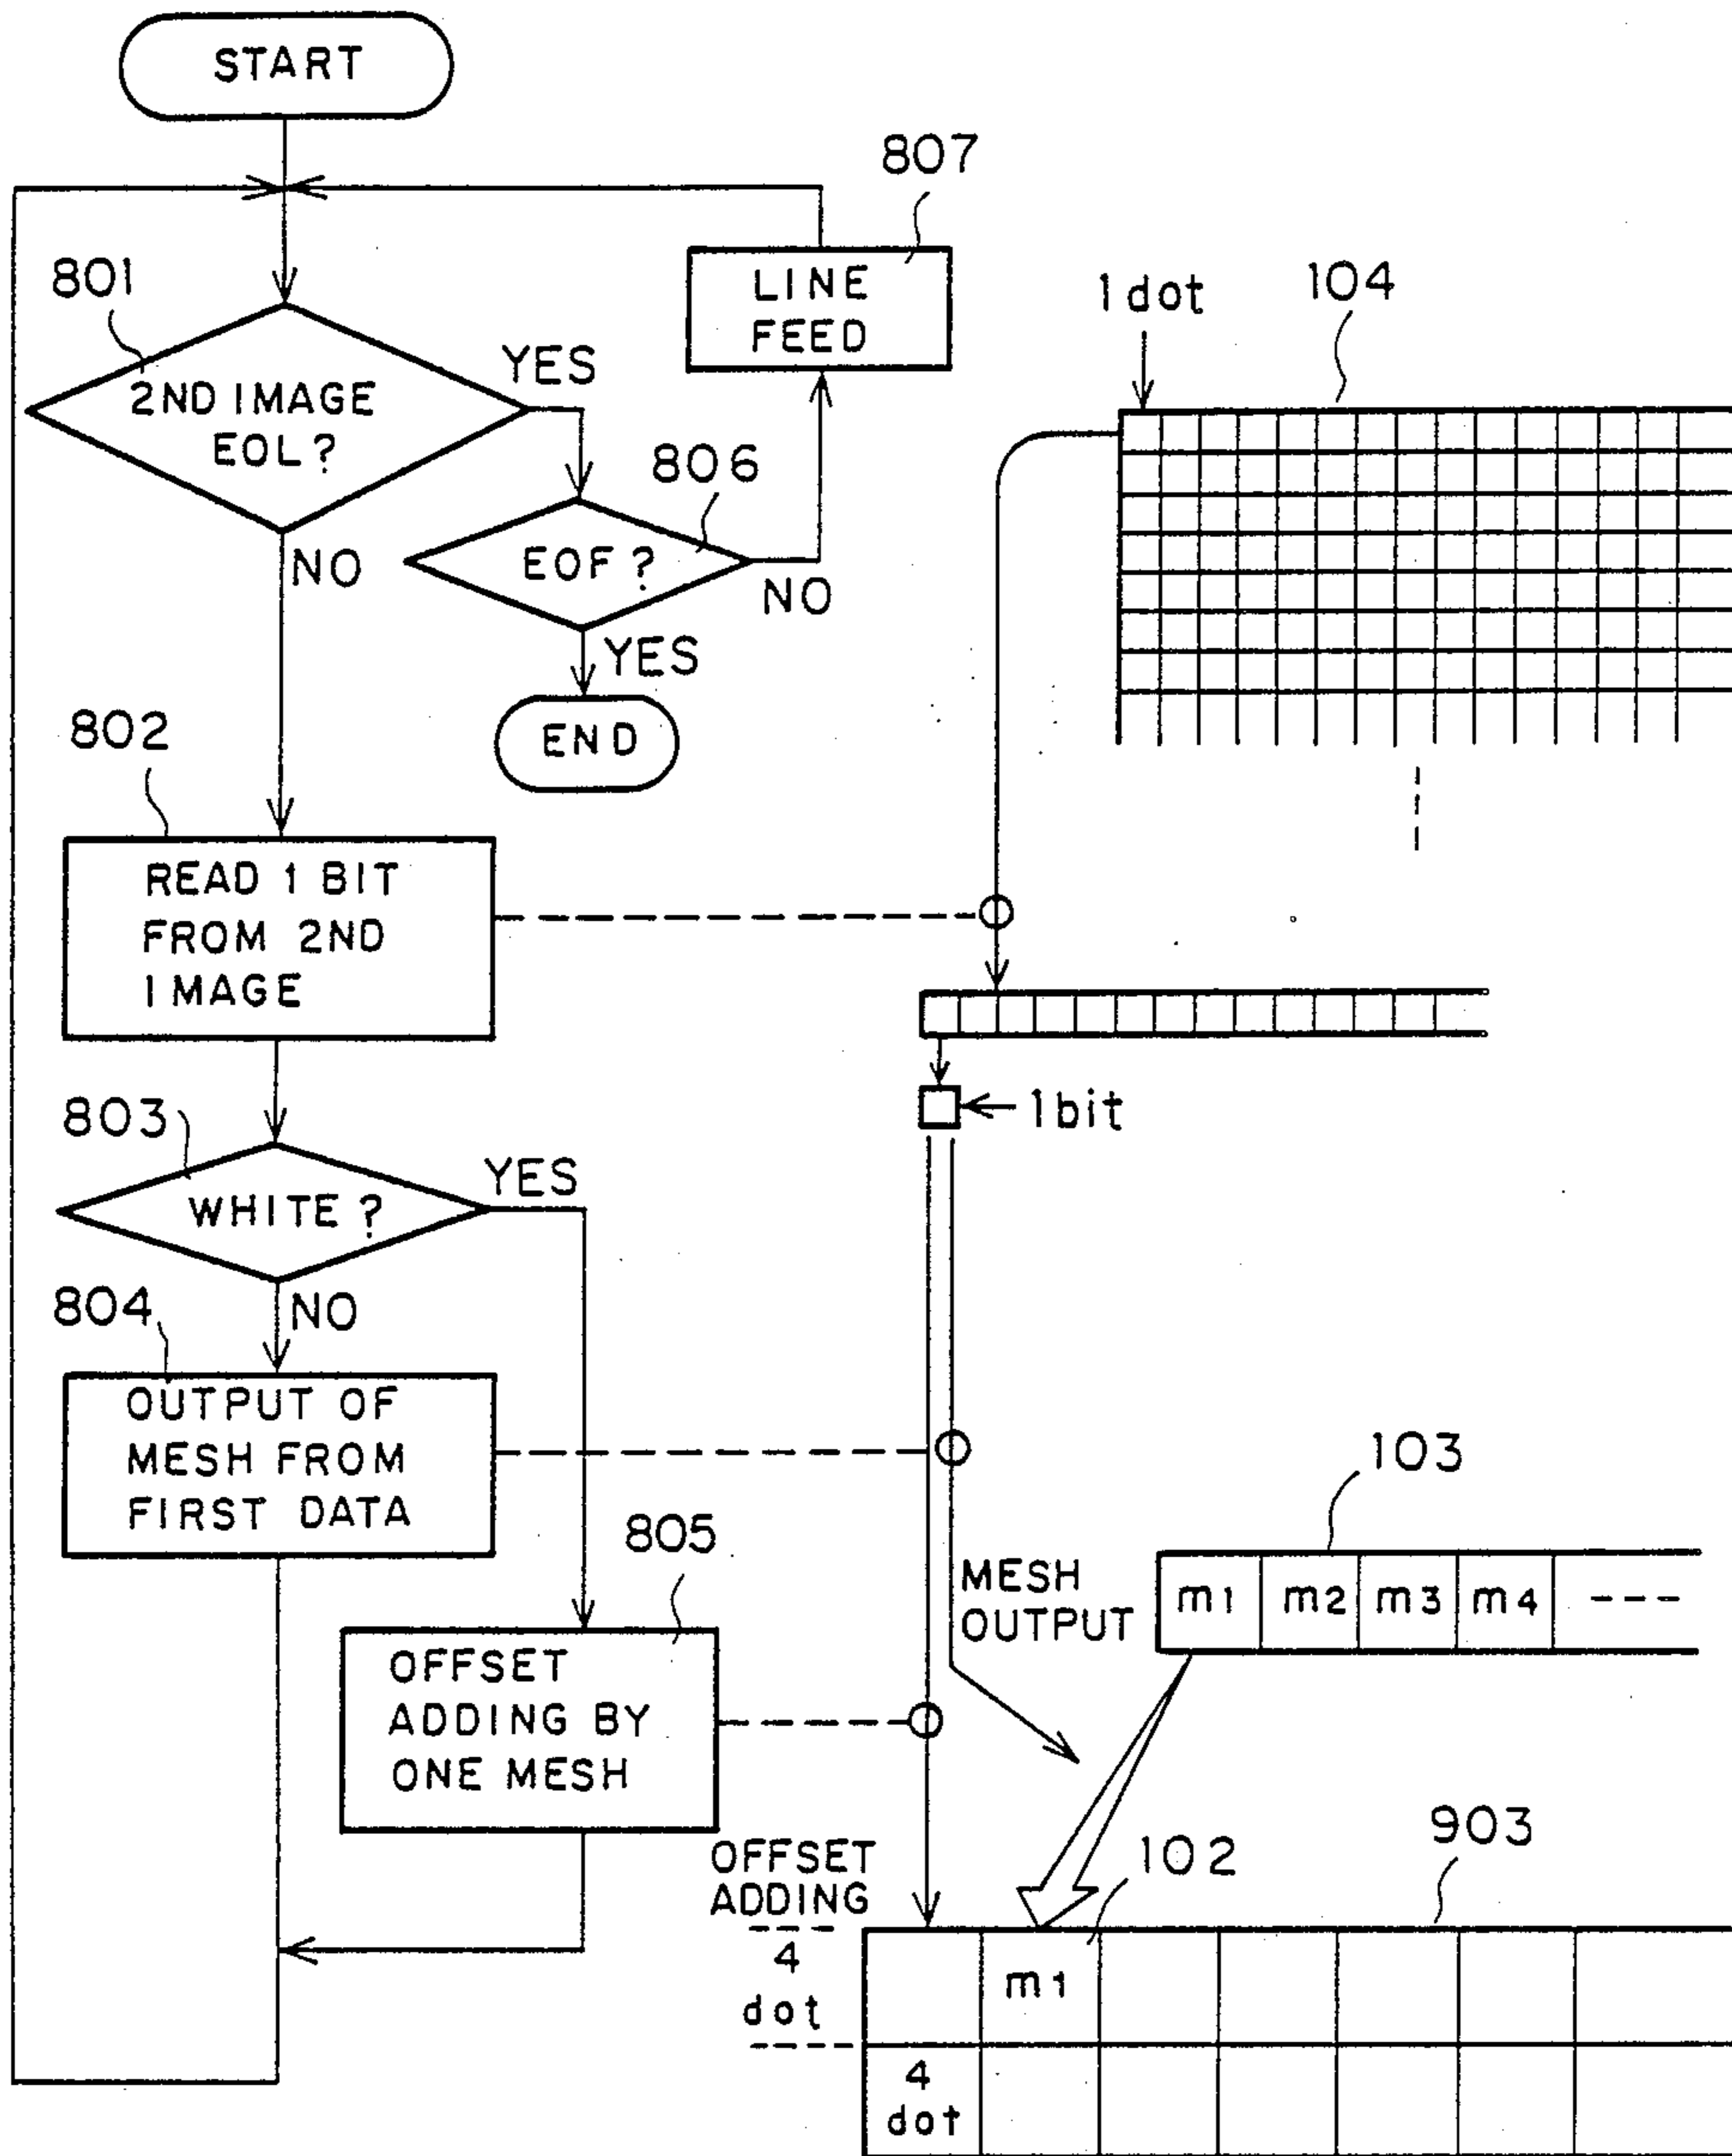 START
807
LINE
FEED
801
2ND IMAGE
EOL?
YES
NO
806
EOF?
NO
YES
END
1dot
104
802
READ 1 BIT
FROM 2ND
IMAGE
1bit
803
WHITE?
YES
NO
804
OUTPUT OF
MESH FROM
FIRST DATA
805
OFFSET
ADDING BY
ONE MESH
MESH
OUTPUT
103
m1 m2 m3 m4 ---
OFFSET
ADDING
102
903
4
dot
m1
4
dot